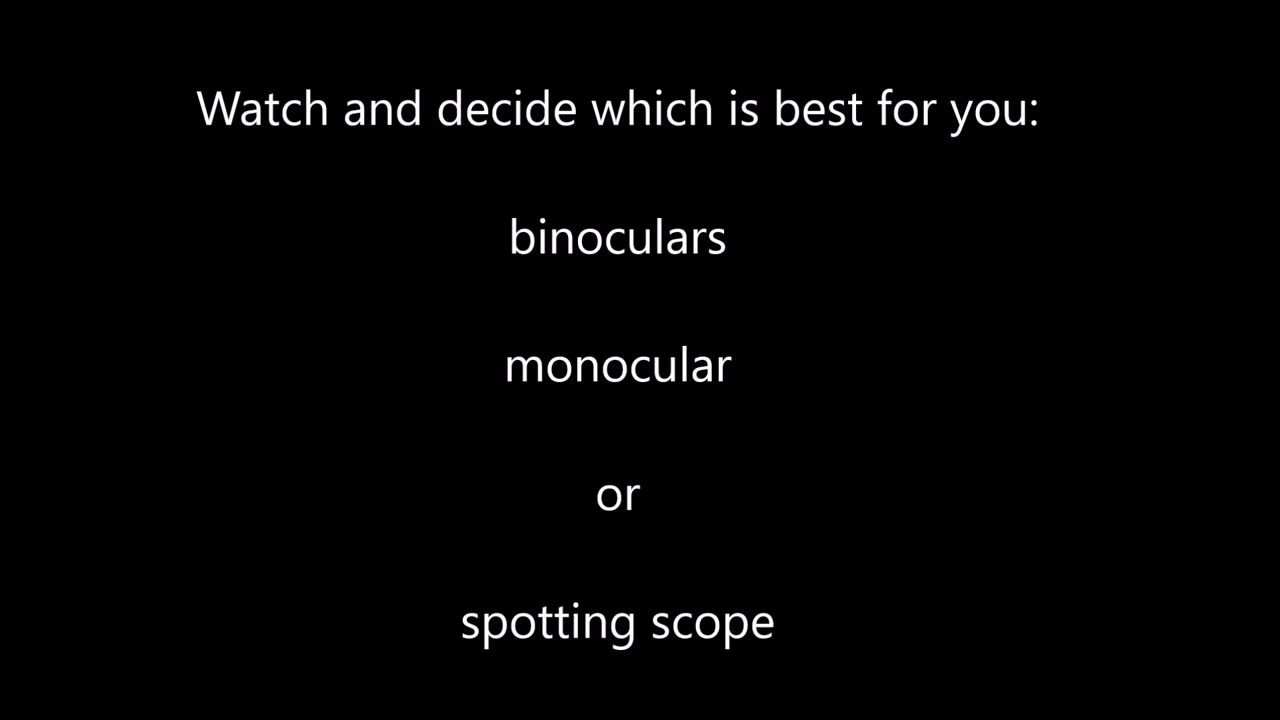 Watch and decide which is best for you:
binoculars
monocular
or
spotting scope